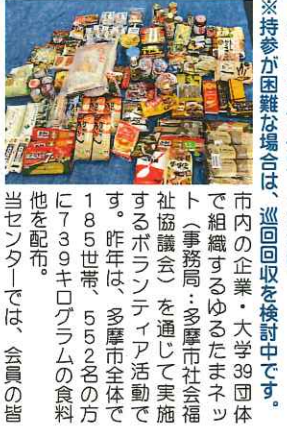 ※持参が困難な場合は、巡回回収を検討中です。
市内の企業・大学39団体
で組織するゆるたまネッ
ト（事務局：多摩市社会福
祉協議会）を通じて実施
するボランティア活動で
す。昨年は、多摩市全体で
185世帯、552名の方
に739キログラムの食料
他を配布。
当センターでは、会員の皆